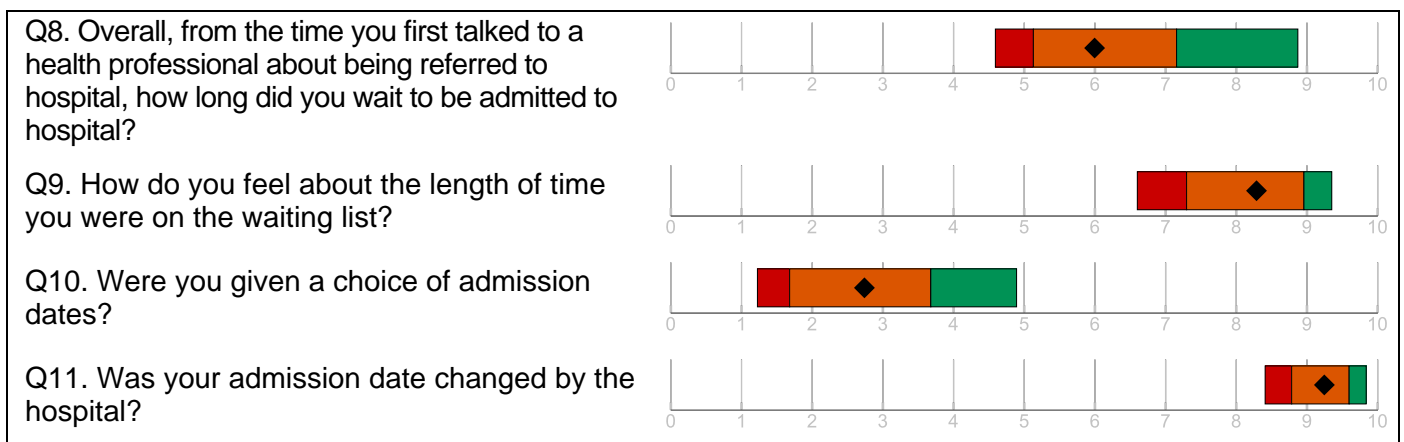 Q8. Overall, from the time you first talked to a
health professional about being referred to
hospital, how long did you wait to be admitted to
hospital?
0 1 2 3 4 5 6 7 8 9 10
Q9. How do you feel about the length of time
you were on the waiting list?
0 1 2 3 4 5 6 7 8 9 10
Q10. Were you given a choice of admission
dates?
0 1 2 3 4 5 6 7 8 9 10
Q11. Was your admission date changed by the
hospital?
0 1 2 3 4 5 6 7 8 9 10